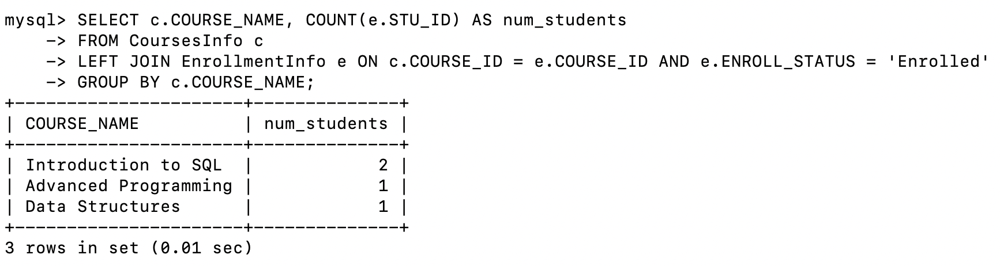 mysql> SELECT c.COURSE_NAME, COUNT(e.STU_ID) AS num_students
    -> FROM CoursesInfo c
    -> LEFT JOIN EnrollmentInfo e ON c.COURSE_ID = e.COURSE_ID AND e.ENROLL_STATUS = 'Enrolled'
    -> GROUP BY c.COURSE_NAME;
+----------------------+--------------+
| COURSE_NAME          | num_students |
+----------------------+--------------+
| Introduction to SQL  |            2 |
| Advanced Programming |            1 |
| Data Structures      |            1 |
+----------------------+--------------+
3 rows in set (0.01 sec)